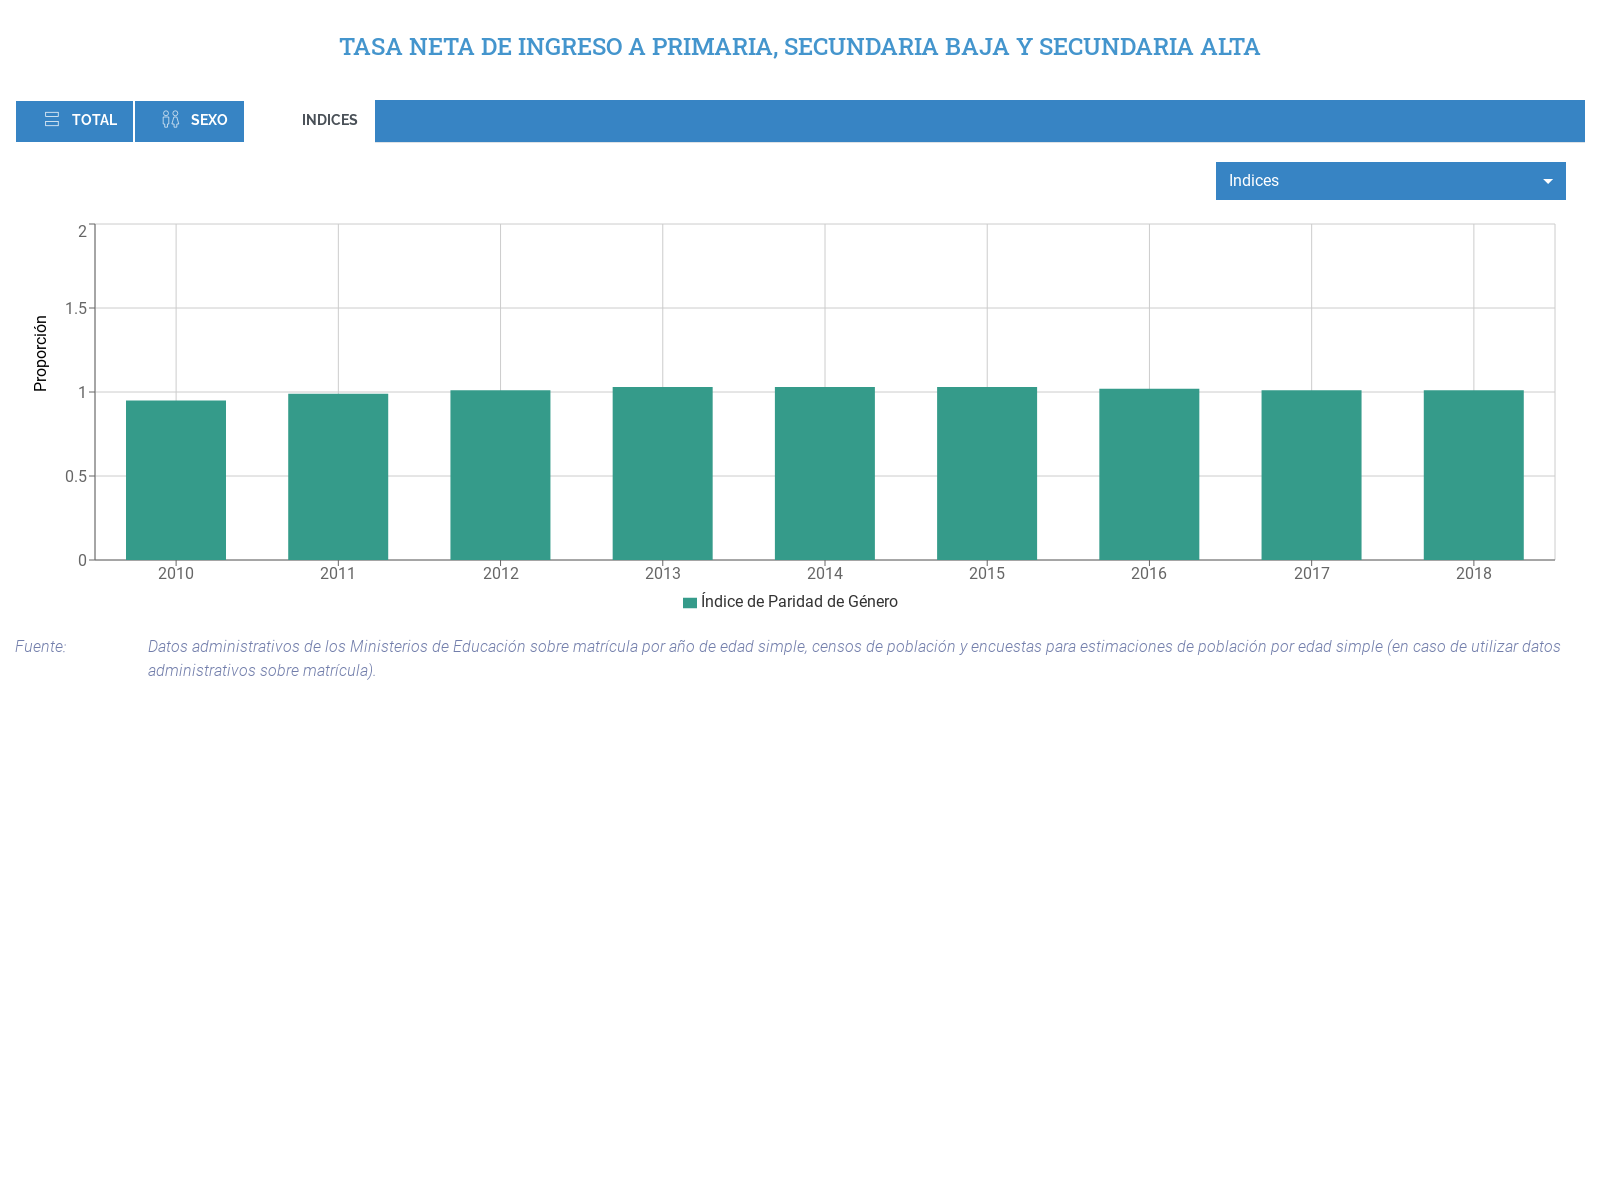 TASA NETA DE INGRESO A PRIMARIA, SECUNDARIA BAJA Y SECUNDARIA ALTA
TOTAL SEXO INDICES
Indices
2
1.5
1
0.5
0
Proporción
2010 2011 2012 2013 2014 2015 2016 2017 2018
Índice de Paridad de Género
Fuente: Datos administrativos de los Ministerios de Educación sobre matrícula por año de edad simple, censos de población y encuestas para estimaciones de población por edad simple (en caso de utilizar datos
administrativos sobre matrícula).